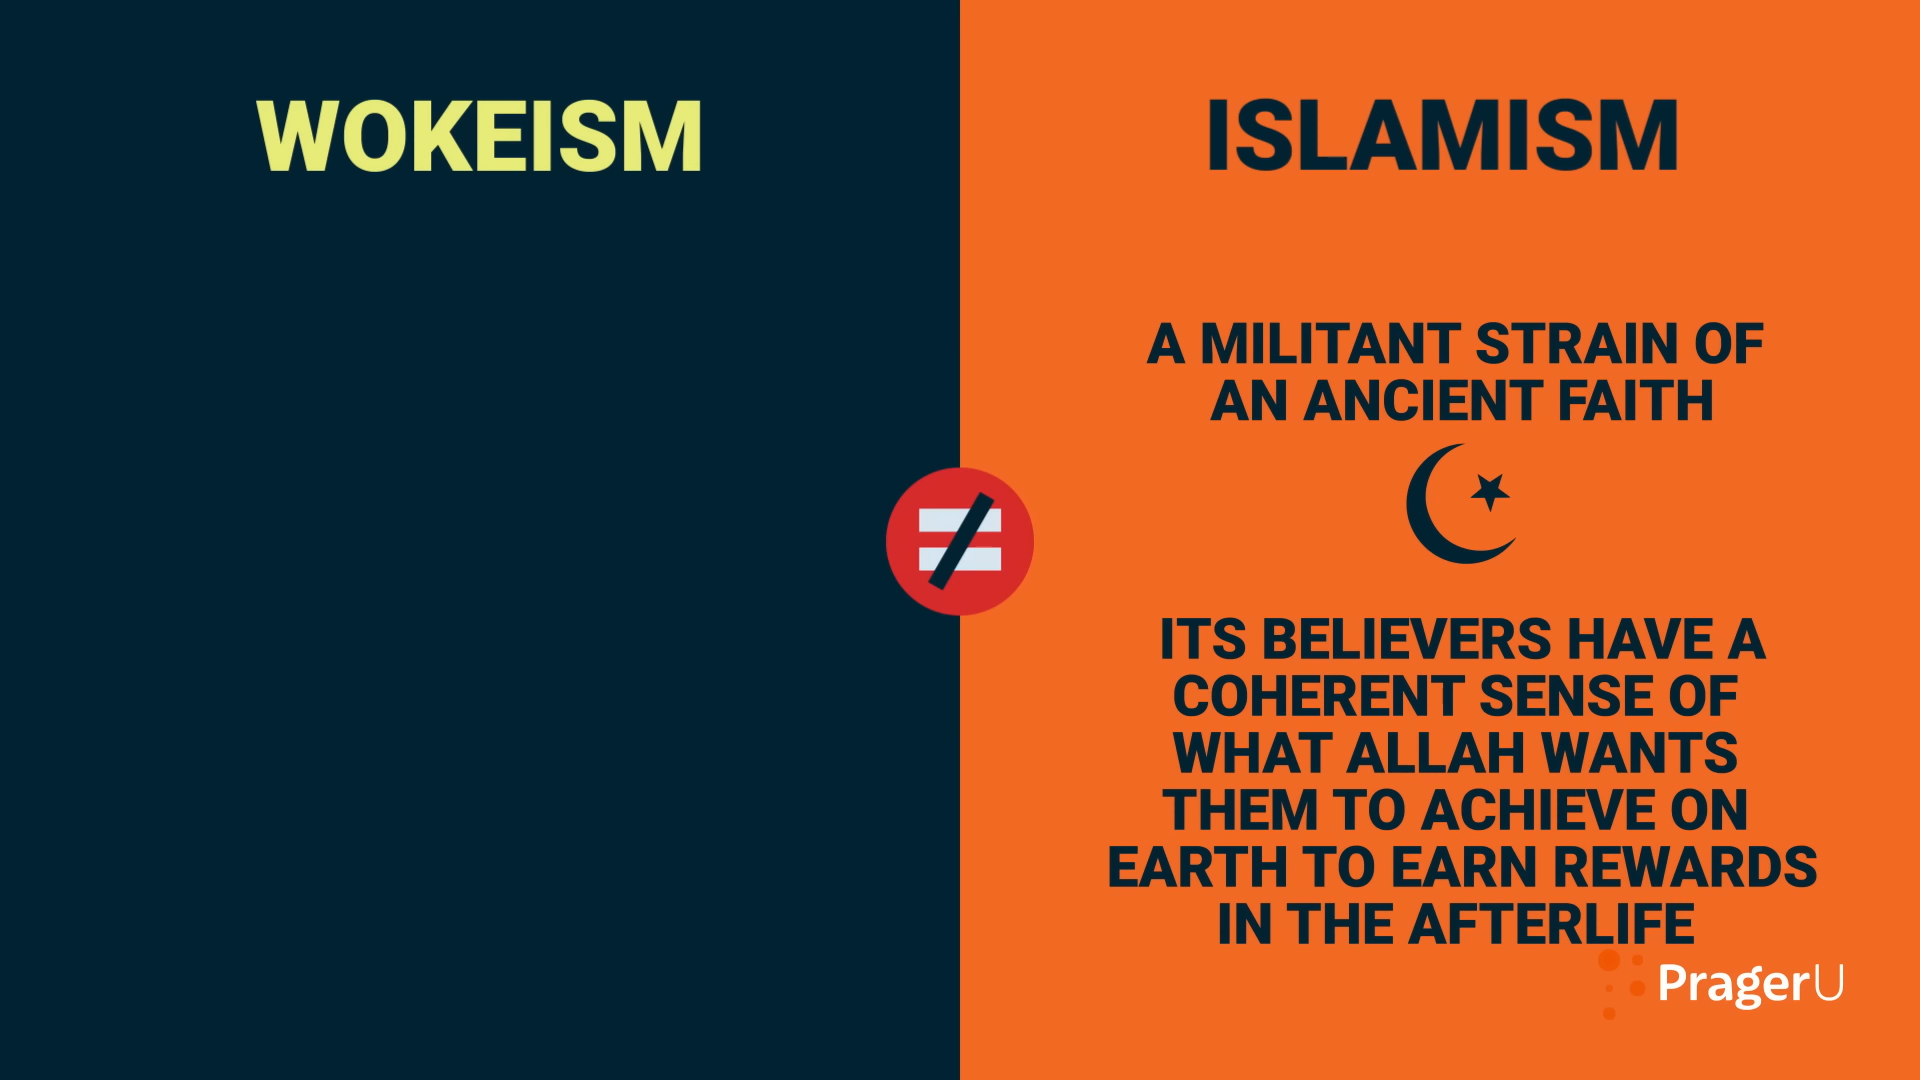 WOKEISM
ISLAMISM
A MILITANT STRAIN OF
AN ANCIENT FAITH
ITS BELIEVERS HAVE A
COHERENT SENSE OF
WHAT ALLAH WANTS
THEM TO ACHIEVE ON
EARTH TO EARN REWARDS
IN THE AFTERLIFE
PragerU